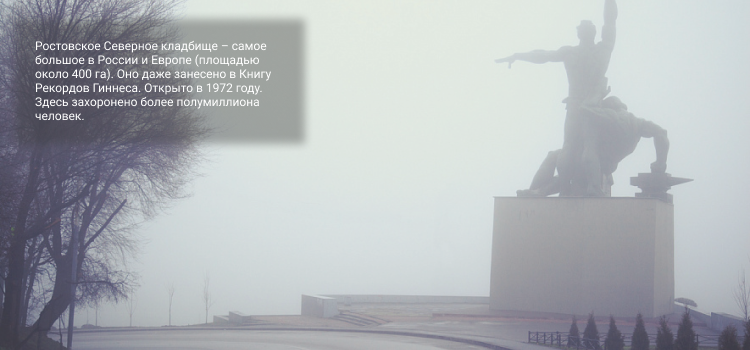 Ростовское Северное кладбище – самое
большое в России и Европе (площадью
около 400 га). Оно даже занесено в Книгу
Рекордов Гиннеса. Открыто в 1972 году.
Здесь захоронено более полумиллиона
человек.